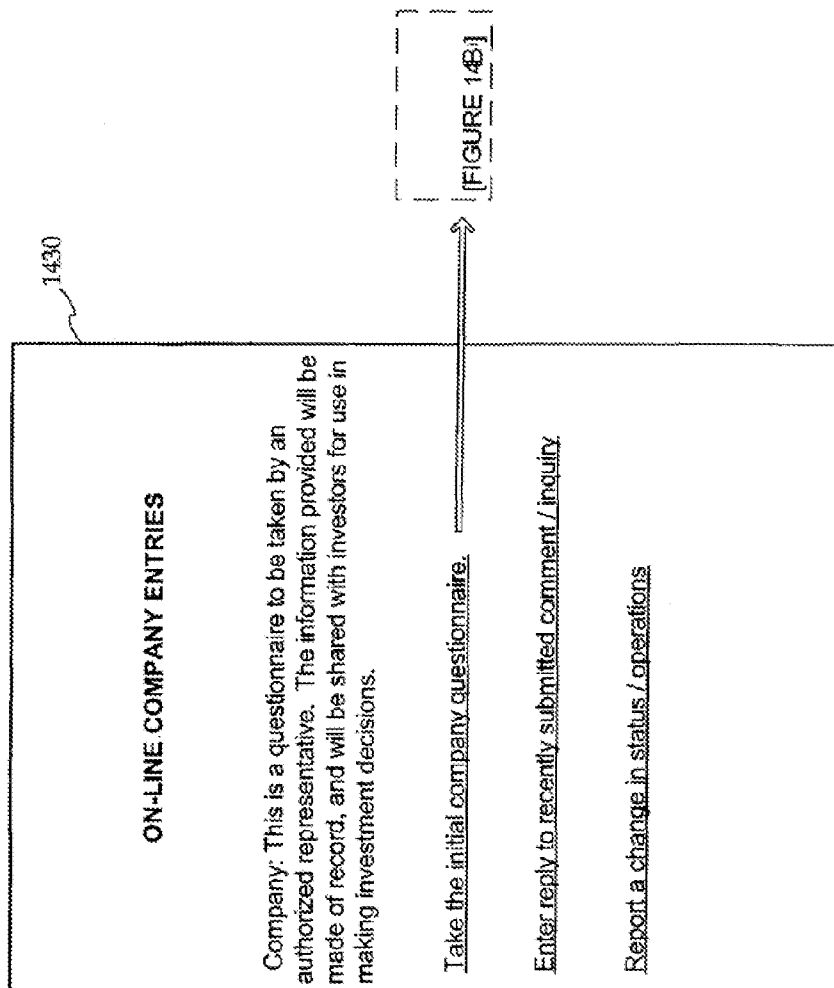 1430
ON-LINE COMPANY ENTRIES
Company: This is a questionnaire to be taken by an
authorized representative. The information provided will be
made of record, and will be shared with investors for use in
making investment decisions.
Take the initial company questionnaire.
[FIGURE 14B]
Enter reply to recently submitted comment / inquiry
Report a change in status / operations